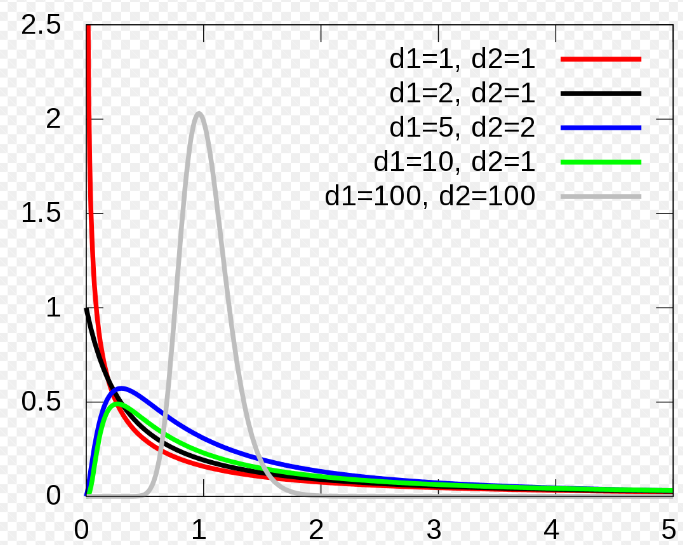 2.5
d1=1, d2=1
d1=2, d2=1
2
d1=5, d2=2
d1=10, d2=1
d1=100, d2=100
1.5
1
0.5
0
0 1 2 3 4 5